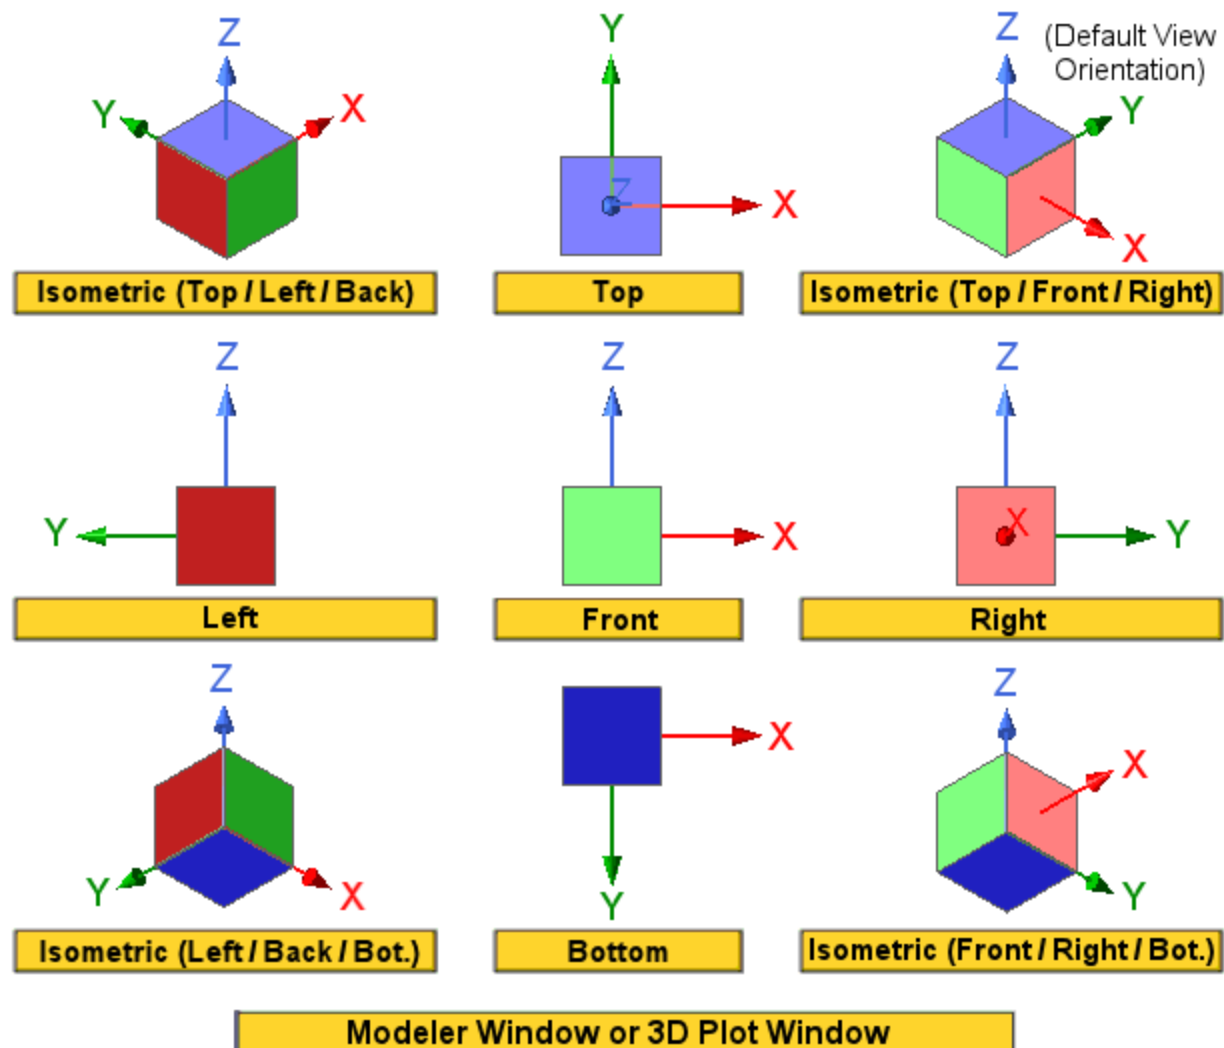 Z
Y
X
Isometric (Top / Left / Back)
Y
Z
X
Top
Z
(Default View
Orientation)
Y
X
Isometric (Top / Front / Right)
Z
Y
Left
Z
X
Front
Z
X
Y
Right
Z
Y
X
Isometric (Left / Back / Bot.)
X
Y
Bottom
Z
X
Y
Isometric (Front / Right / Bot.)
Modeler Window or 3D Plot Window